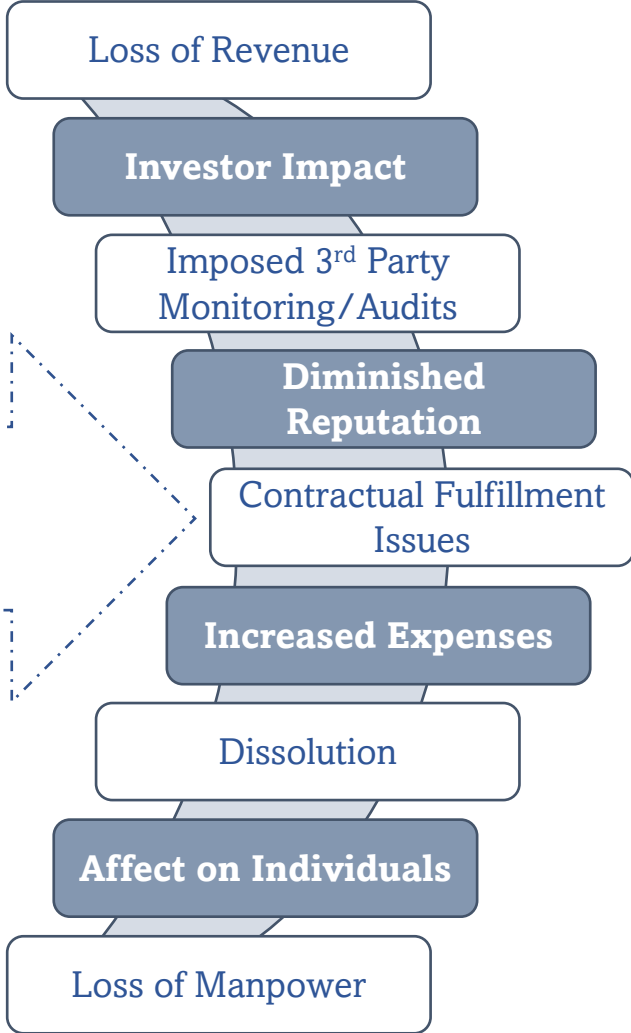 Loss of Revenue
Investor Impact
Imposed 3rd Party
Monitoring/Audits
Diminished
Reputation
Contractual Fulfillment
Issues
Increased Expenses
Dissolution
Affect on Individuals
Loss of Manpower